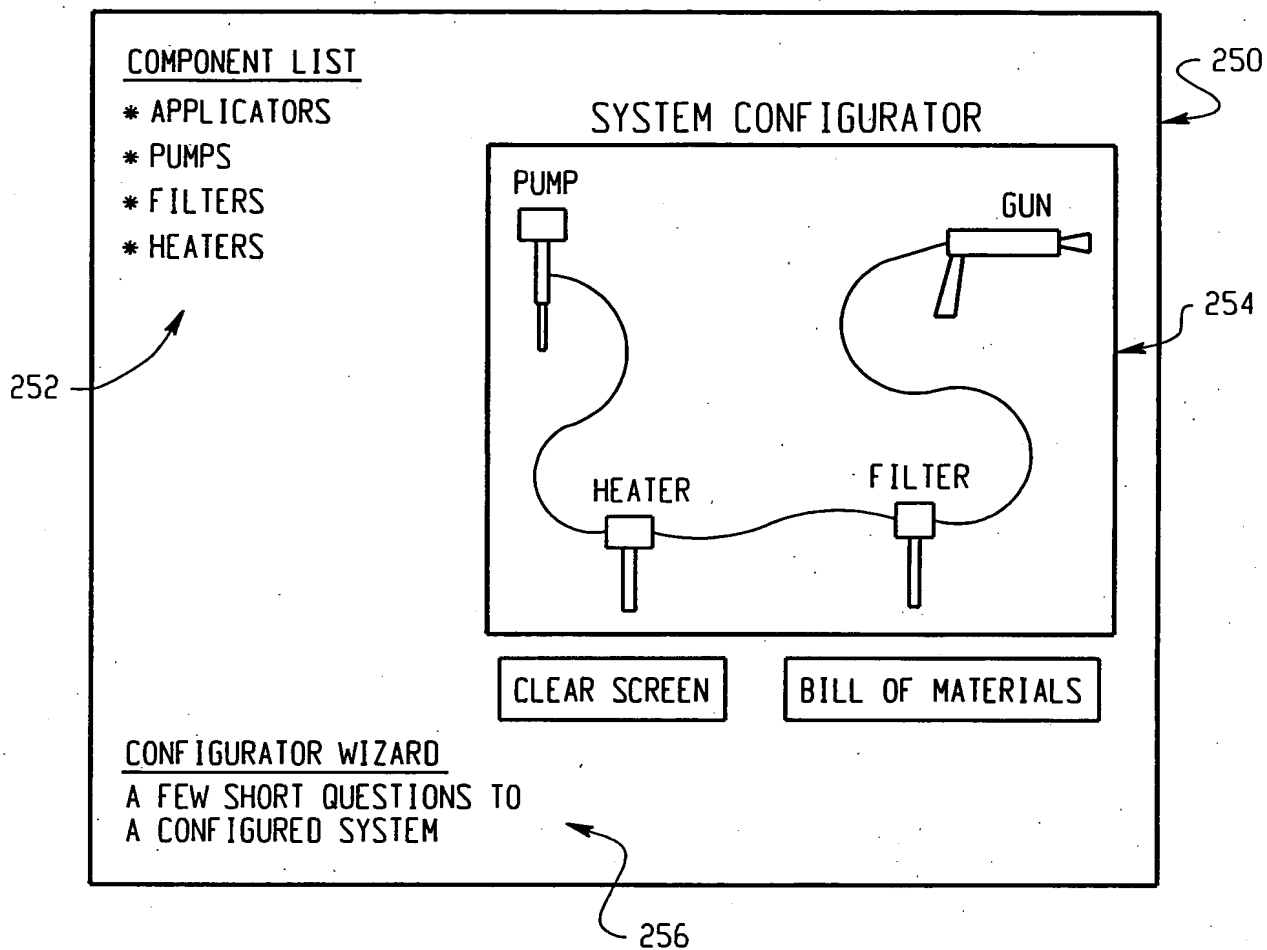 COMPONENT LIST
* APPLICATORS
* PUMPS
* FILTERS
* HEATERS
252
SYSTEM CONFIGURATOR
250
PUMP
GUN
254
HEATER
FILTER
CLEAR SCREEN
BILL OF MATERIALS
CONFIGURATOR WIZARD
A FEW SHORT QUESTIONS TO
A CONFIGURED SYSTEM
256